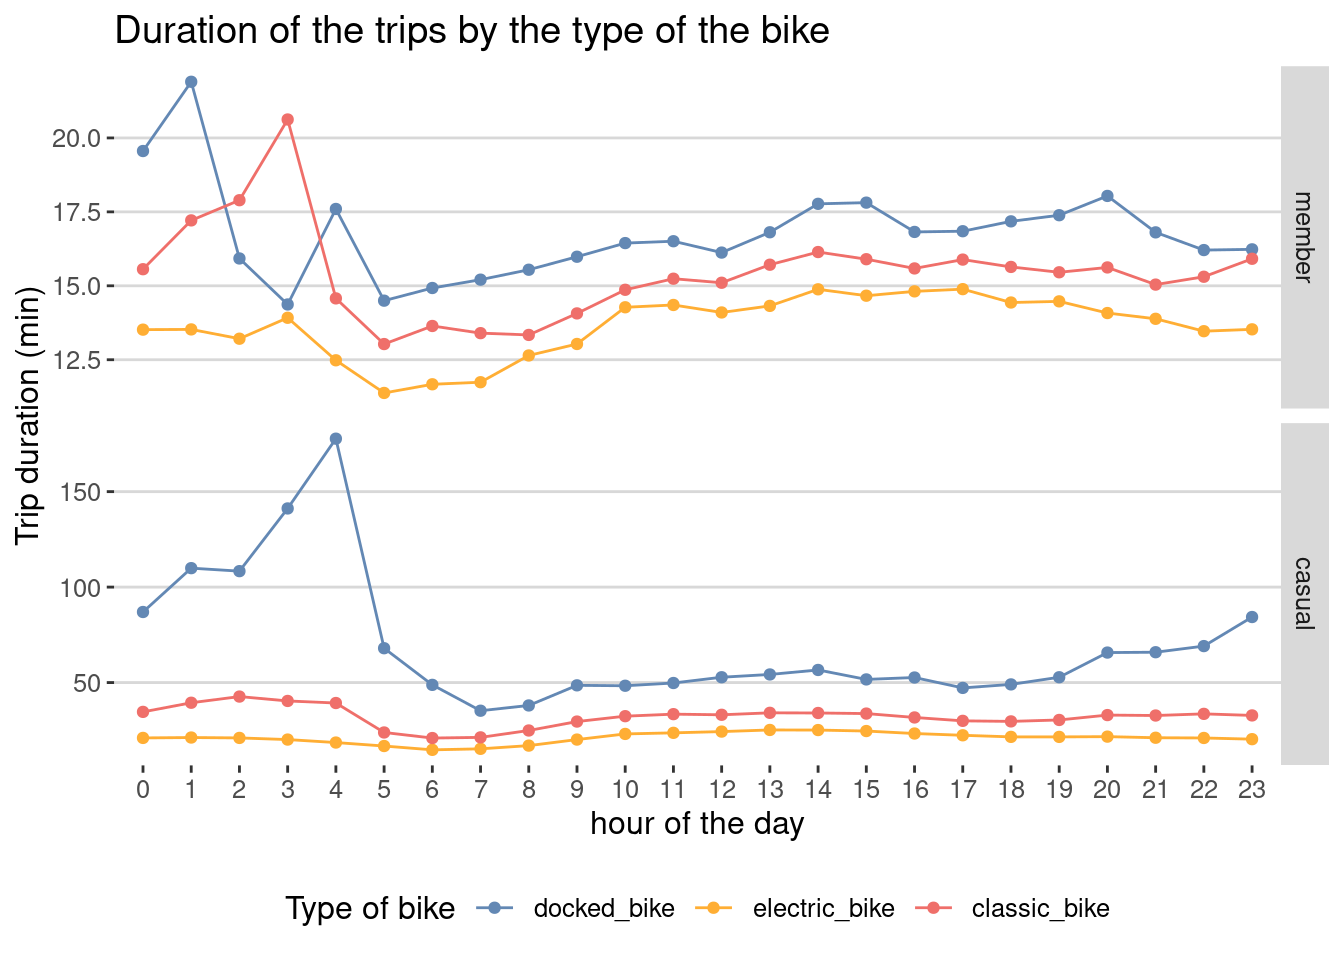 Duration of the trips by the type of the bike
Trip duration (min)
20.0
17.5
15.0
12.5
member
150
100
50
casual
0 1 2 3 4 5 6 7 8 9 10 11 12 13 14 15 16 17 18 19 20 21 22 23
hour of the day
Type of bike docked_bike electric_bike classic_bike